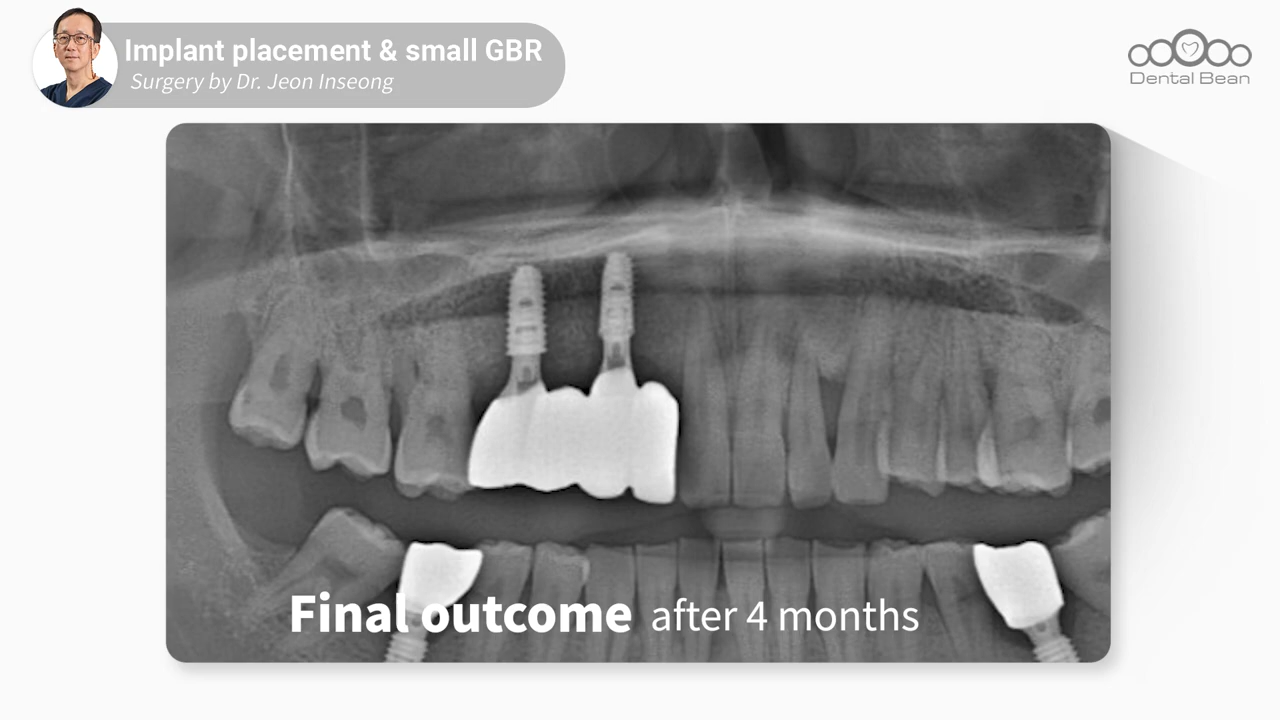 Implant placement & small GBR
Surgery by Dr. Jeon Inseong
Dental Bean
Final outcome after 4 months